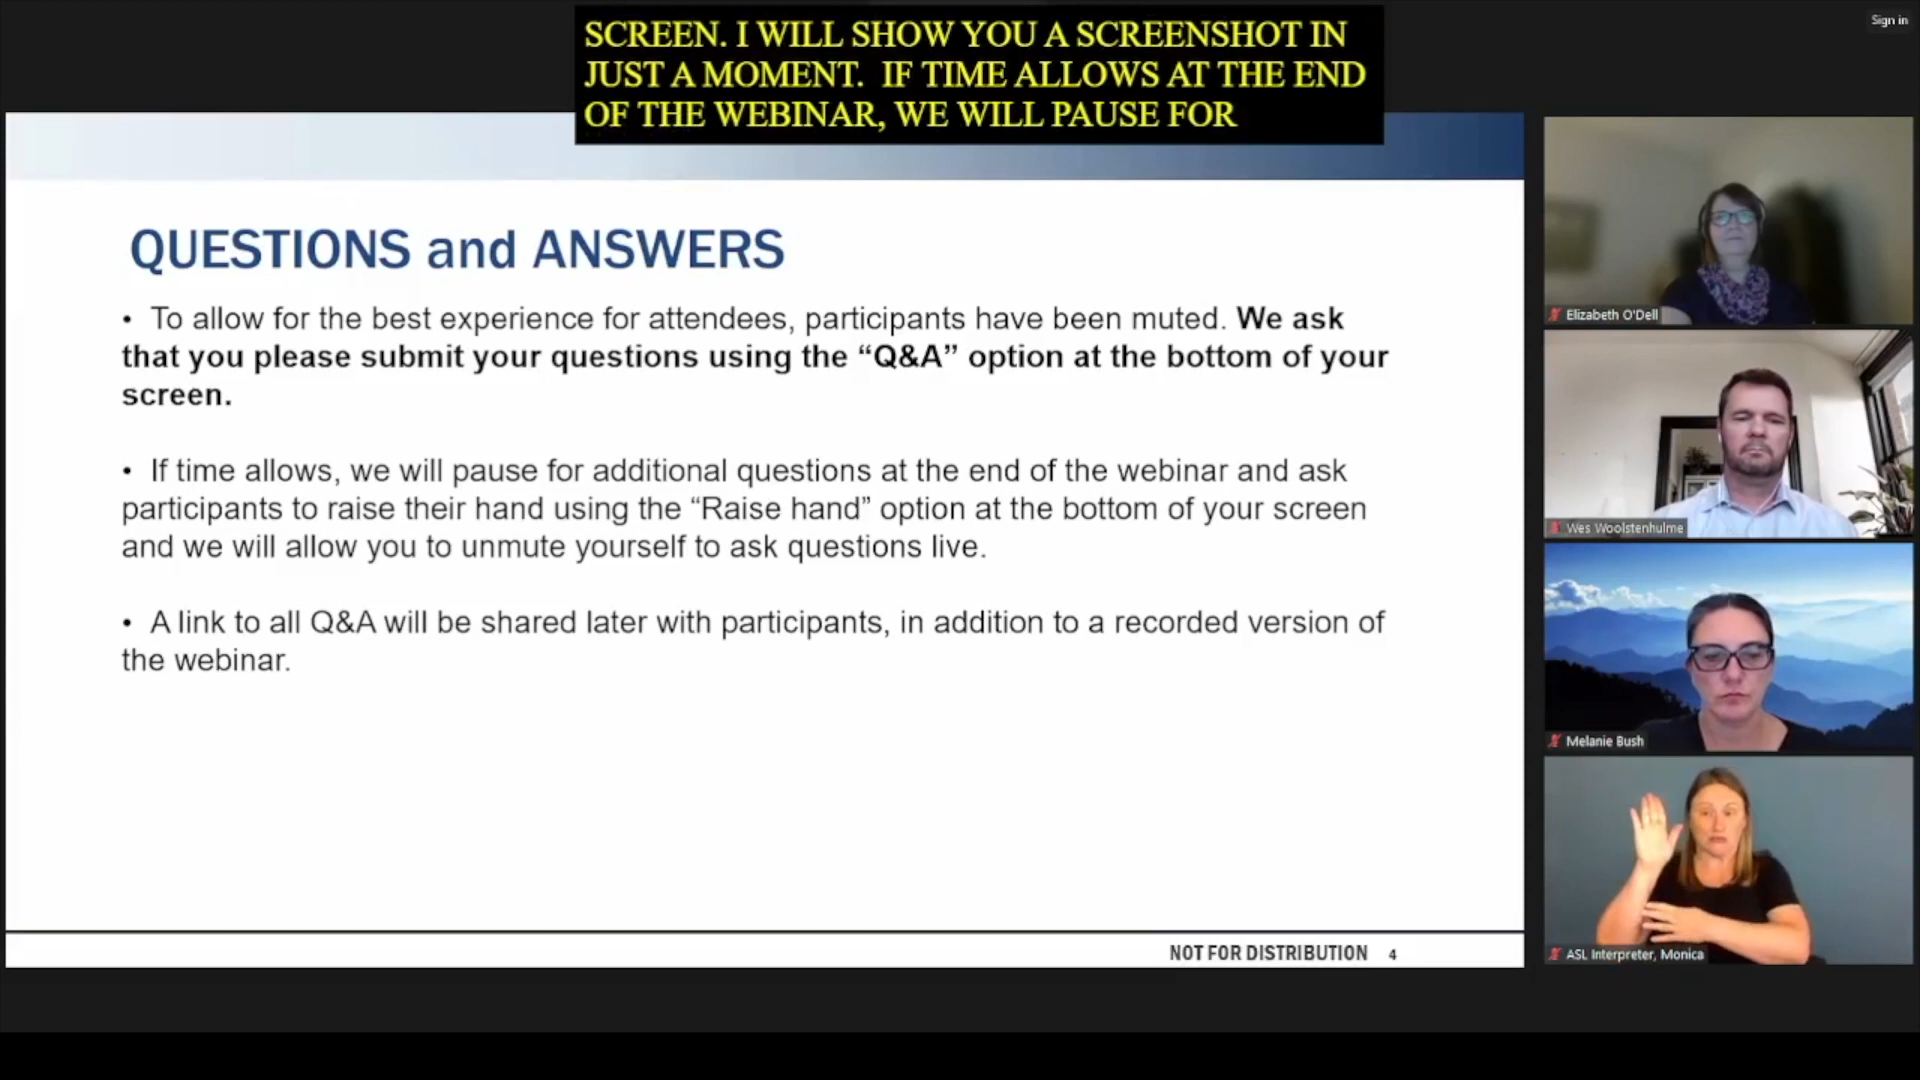 SCREEN. I WILL SHOW YOU A SCREENSHOT IN
JUST A MOMENT.  IF TIME ALLOWS AT THE END
OF THE WEBINAR, WE WILL PAUSE FOR
Sign in
QUESTIONS and ANSWERS
• To allow for the best experience for attendees, participants have been muted. We ask
that you please submit your questions using the “Q&A” option at the bottom of your
screen.
• If time allows, we will pause for additional questions at the end of the webinar and ask
participants to raise their hand using the “Raise hand” option at the bottom of your screen
and we will allow you to unmute yourself to ask questions live.
• A link to all Q&A will be shared later with participants, in addition to a recorded version of
the webinar.
NOT FOR DISTRIBUTION 4
Elizabeth O'Dell
Wes Woolstenhulme
Melanie Bush
ASL Interpreter, Monica